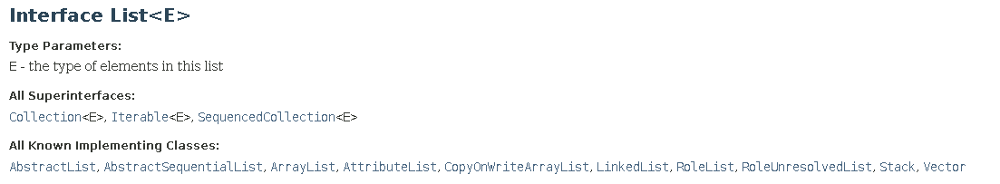 Interface List<E>
Type Parameters:
E - the type of elements in this list
All Superinterfaces:
Collection<E>, Iterable<E>, SequencedCollection<E>
All Known Implementing Classes:
AbstractList, AbstractSequentialList, ArrayList, AttributeList, CopyOnWriteArrayList, LinkedList, RoleList, RoleUnresolvedList, Stack, Vector